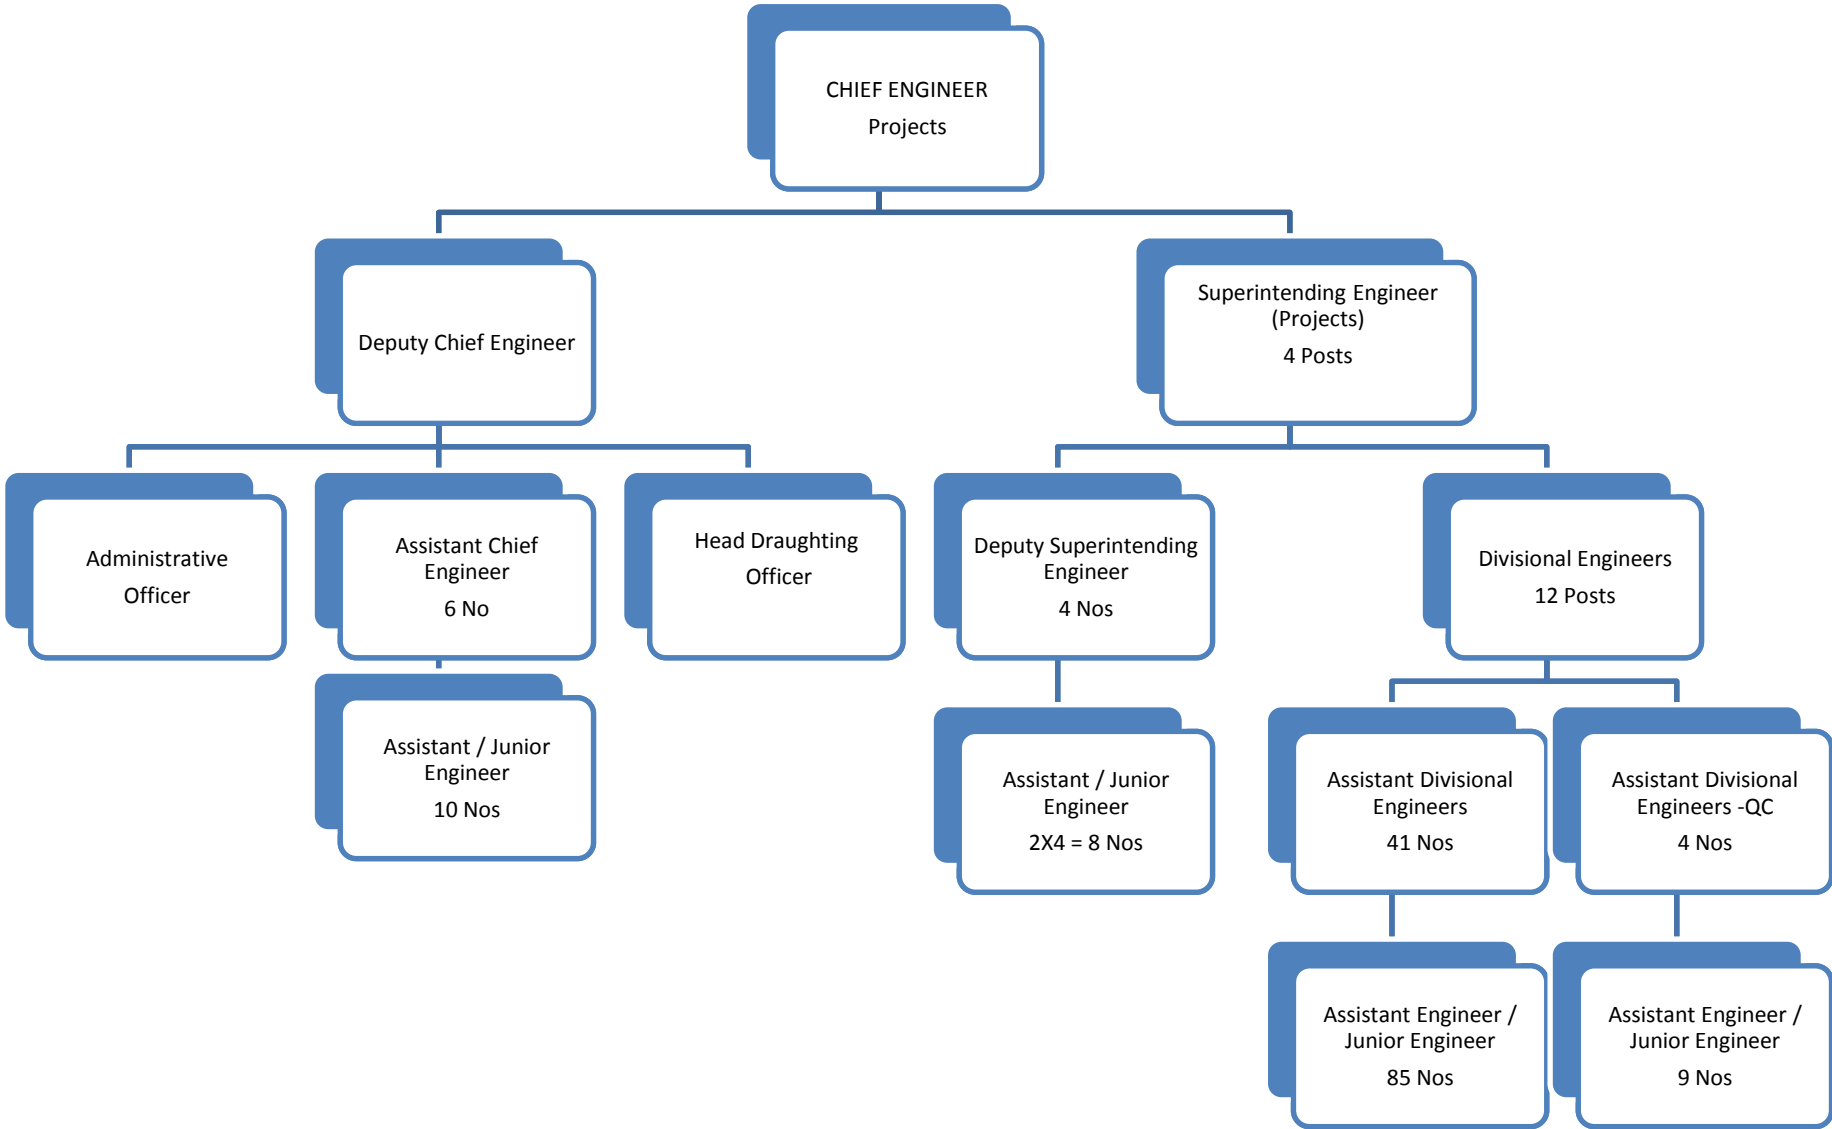 CHIEF ENGINEER
Projects
Deputy Chief Engineer
Superintending Engineer
(Projects)
4 Posts
Administrative
Officer
Assistant Chief
Engineer
6 No
Head Draughting
Officer
Deputy Superintending
Engineer
4 Nos
Divisional Engineers
12 Posts
Assistant / Junior
Engineer
10 Nos
Assistant / Junior
Engineer
2X4 = 8 Nos
Assistant Divisional
Engineers
41 Nos
Assistant Divisional
Engineers -QC
4 Nos
Assistant Engineer /
Junior Engineer
85 Nos
Assistant Engineer /
Junior Engineer
9 Nos